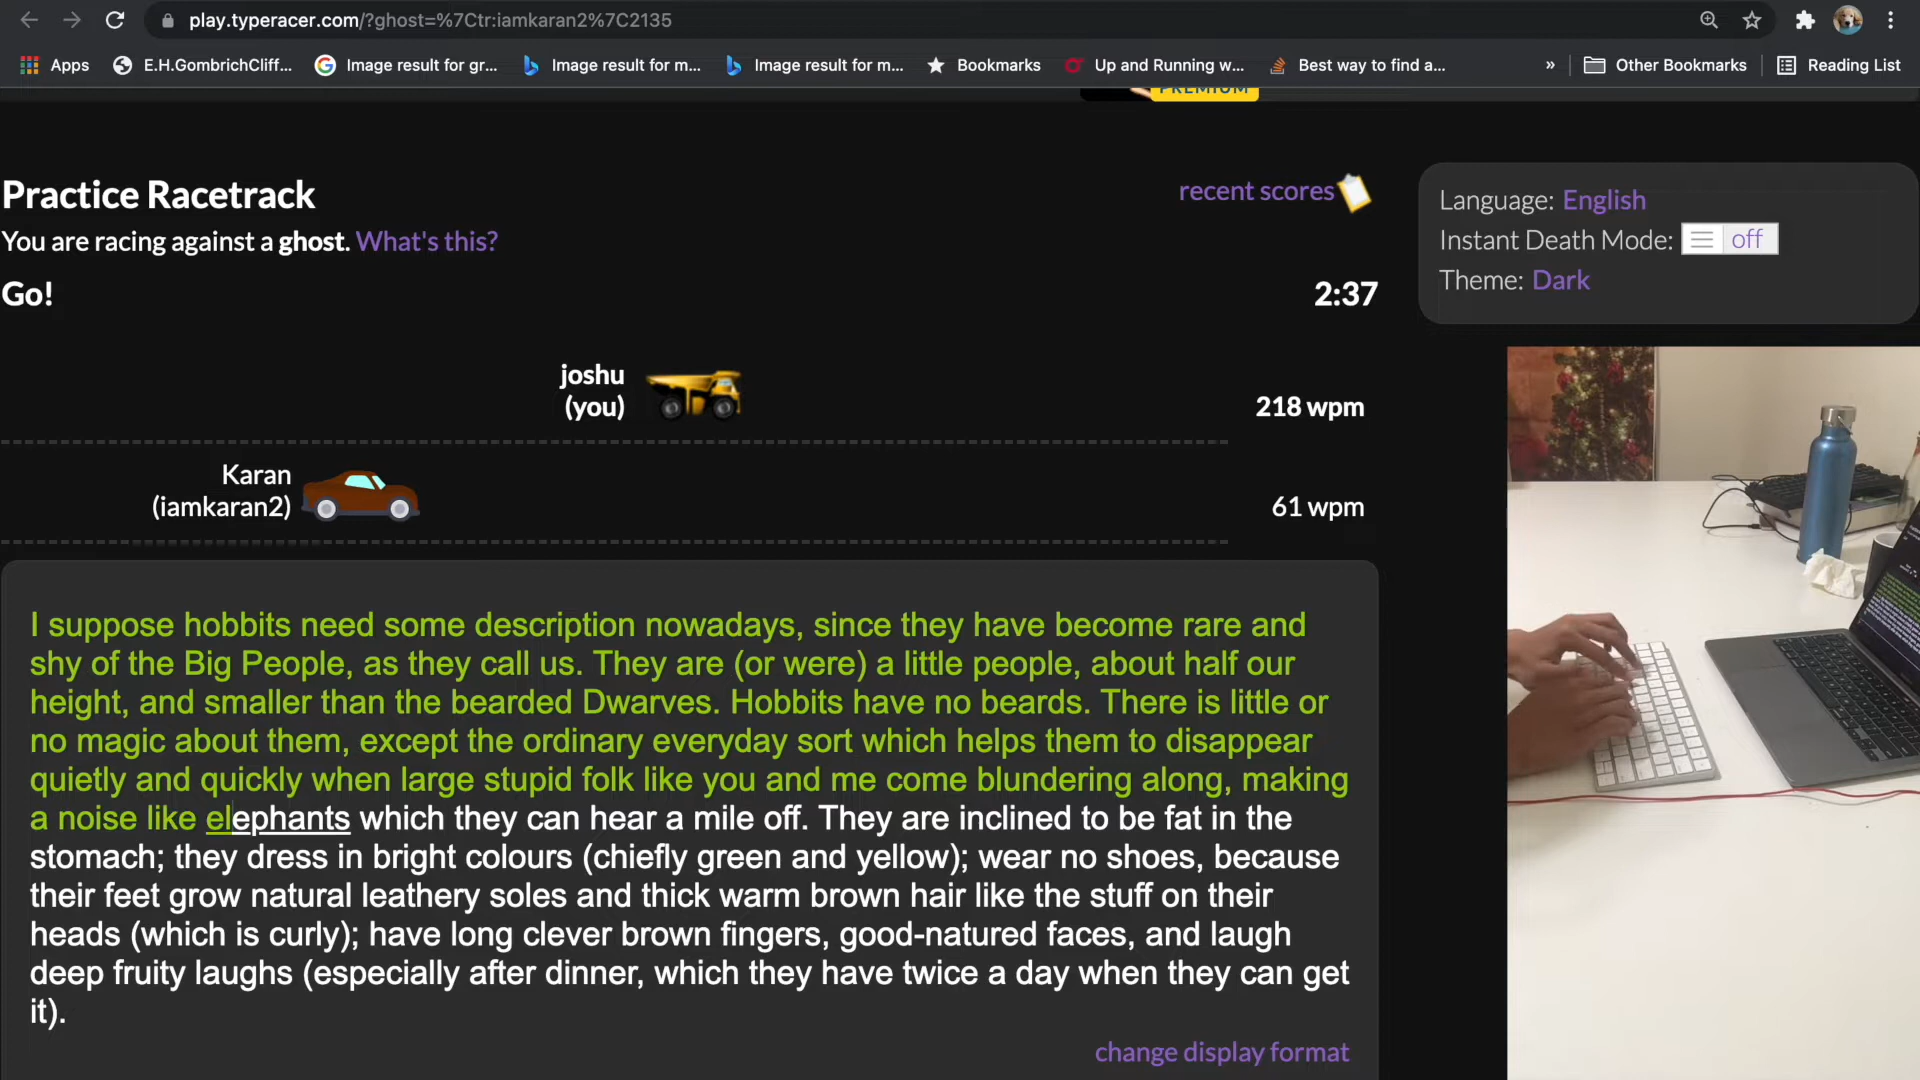 play.typeracer.com/?ghost=%7Ctr:iamkaran2%7C2135
Apps E.H.GombrichCliff... Image result for gr... Image result for m... Image result for m... Bookmarks Up and Running w... Best way to find a... » Other Bookmarks Reading List
PREMIUM
Practice Racetrack
recent scores
You are racing against a ghost. What's this?
Go!
2:37
Language: English
Instant Death Mode: off
Theme: Dark
joshu
(you)
218 wpm
Karan
(iamkaran2)
61 wpm
I suppose hobbits need some description nowadays, since they have become rare and
shy of the Big People, as they call us. They are (or were) a little people, about half our
height, and smaller than the bearded Dwarves. Hobbits have no beards. There is little or
no magic about them, except the ordinary everyday sort which helps them to disappear
quietly and quickly when large stupid folk like you and me come blundering along, making
a noise like elephants which they can hear a mile off. They are inclined to be fat in the
stomach; they dress in bright colours (chiefly green and yellow); wear no shoes, because
their feet grow natural leathery soles and thick warm brown hair like the stuff on their
heads (which is curly); have long clever brown fingers, good-natured faces, and laugh
deep fruity laughs (especially after dinner, which they have twice a day when they can get
it).
change display format